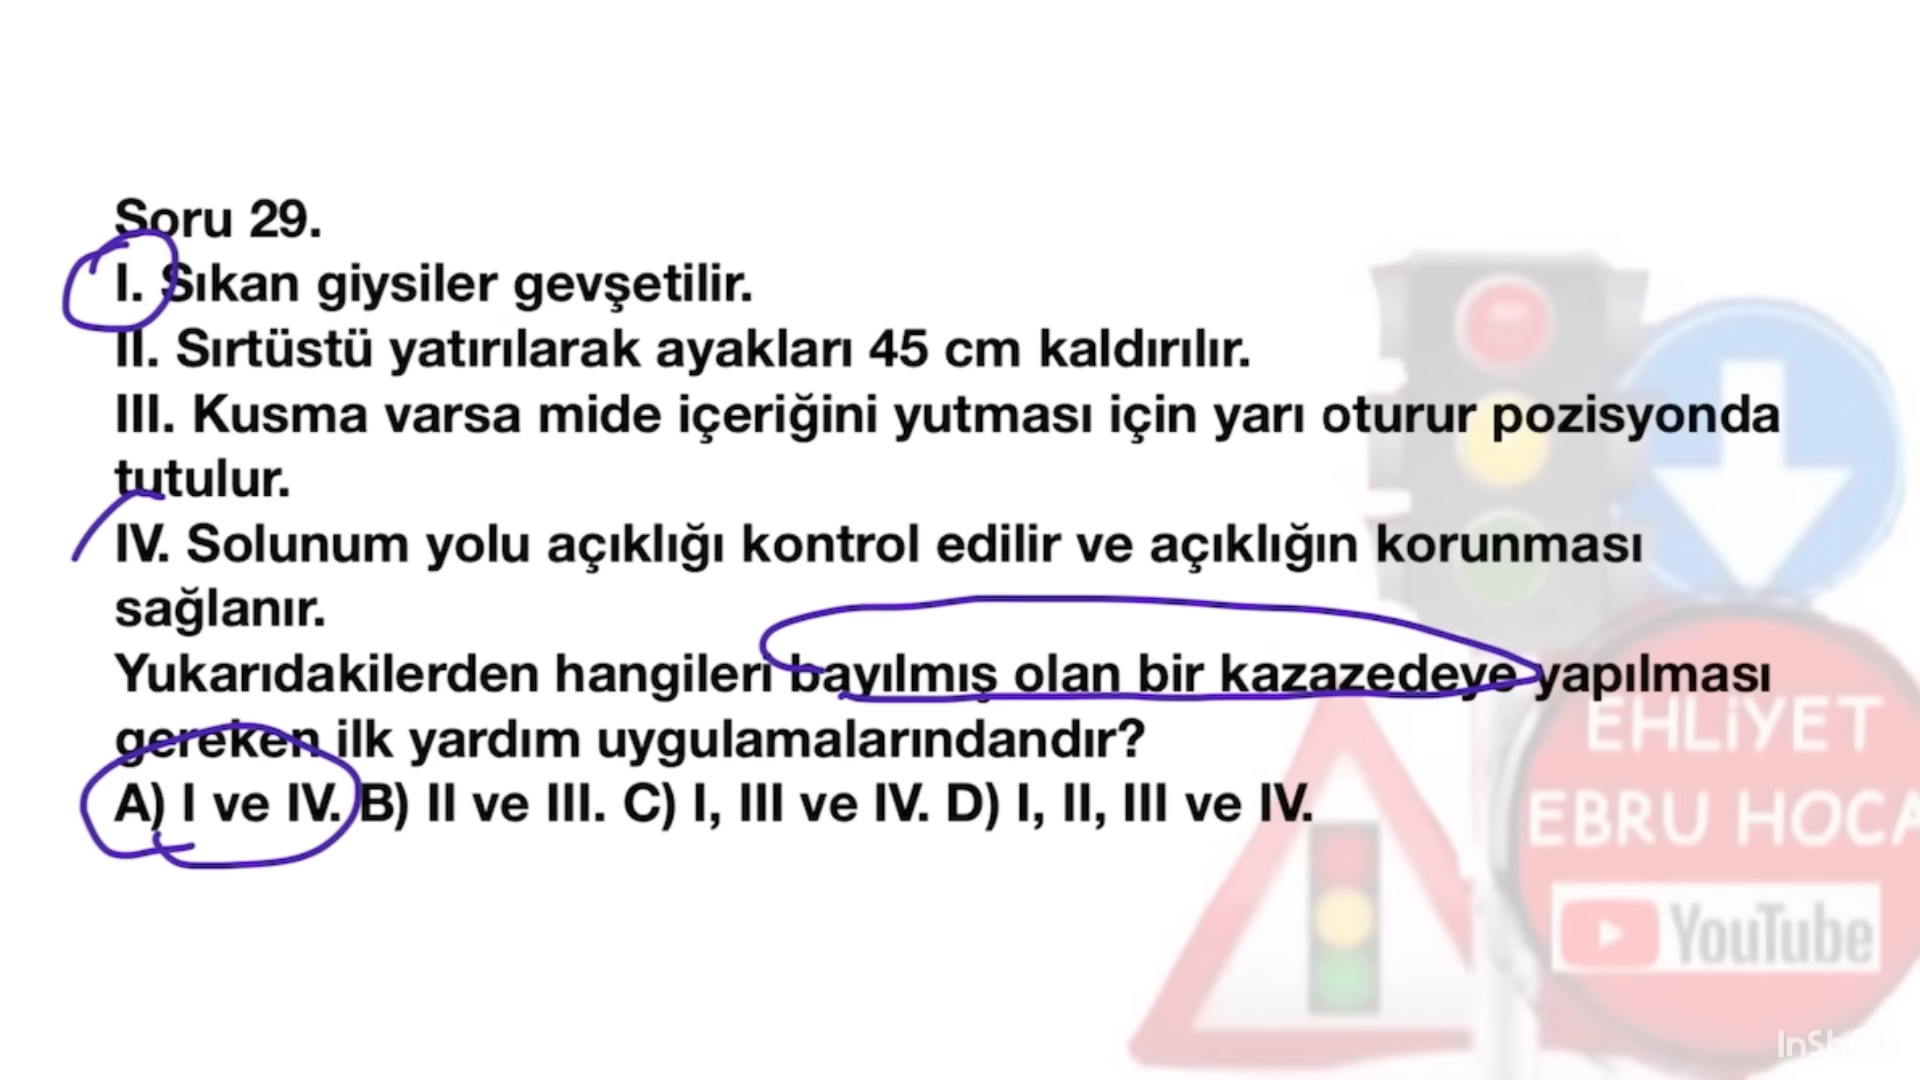 Soru 29.
I. Sıkan giysiler gevşetilir.
II. Sırtüstü yatırılarak ayakları 45 cm kaldırılır.
III. Kusma varsa mide içeriğini yutması için yarı oturur pozisyonda
tutulur.
IV. Solunum yolu açıklığı kontrol edilir ve açıklığın korunması
sağlanır.
Yukarıdakilerden hangileri bayılmış olan bir kazazedeye yapılması
gereken ilk yardım uygulamalarındandır?
A) I ve IV. B) II ve III. C) I, III ve IV. D) I, II, III ve IV.
EHLİYET
EBRU HOCA
YouTube
InShOt